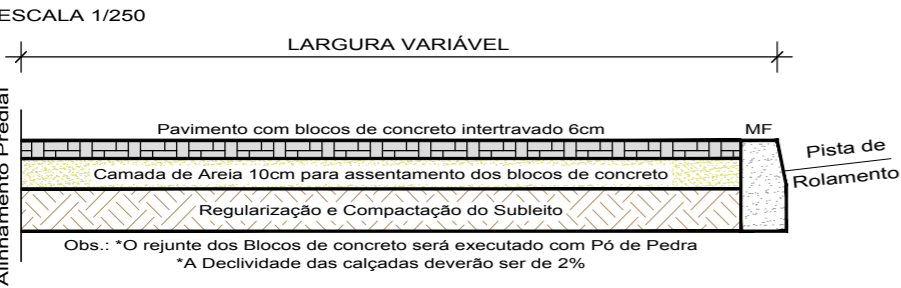 ESCALA 1/250
LARGURA VARIÁVEL
Alinhamento Predial
Pavimento com blocos de concreto intertravado 6cm
MF
Pista de
Rolamento
Camada de Areia 10cm para assentamento dos blocos de concreto
Regularização e Compactação do Subleito
Obs.: *O rejunte dos Blocos de concreto será executado com Pó de Pedra
*A Declividade das calçadas deverão ser de 2%